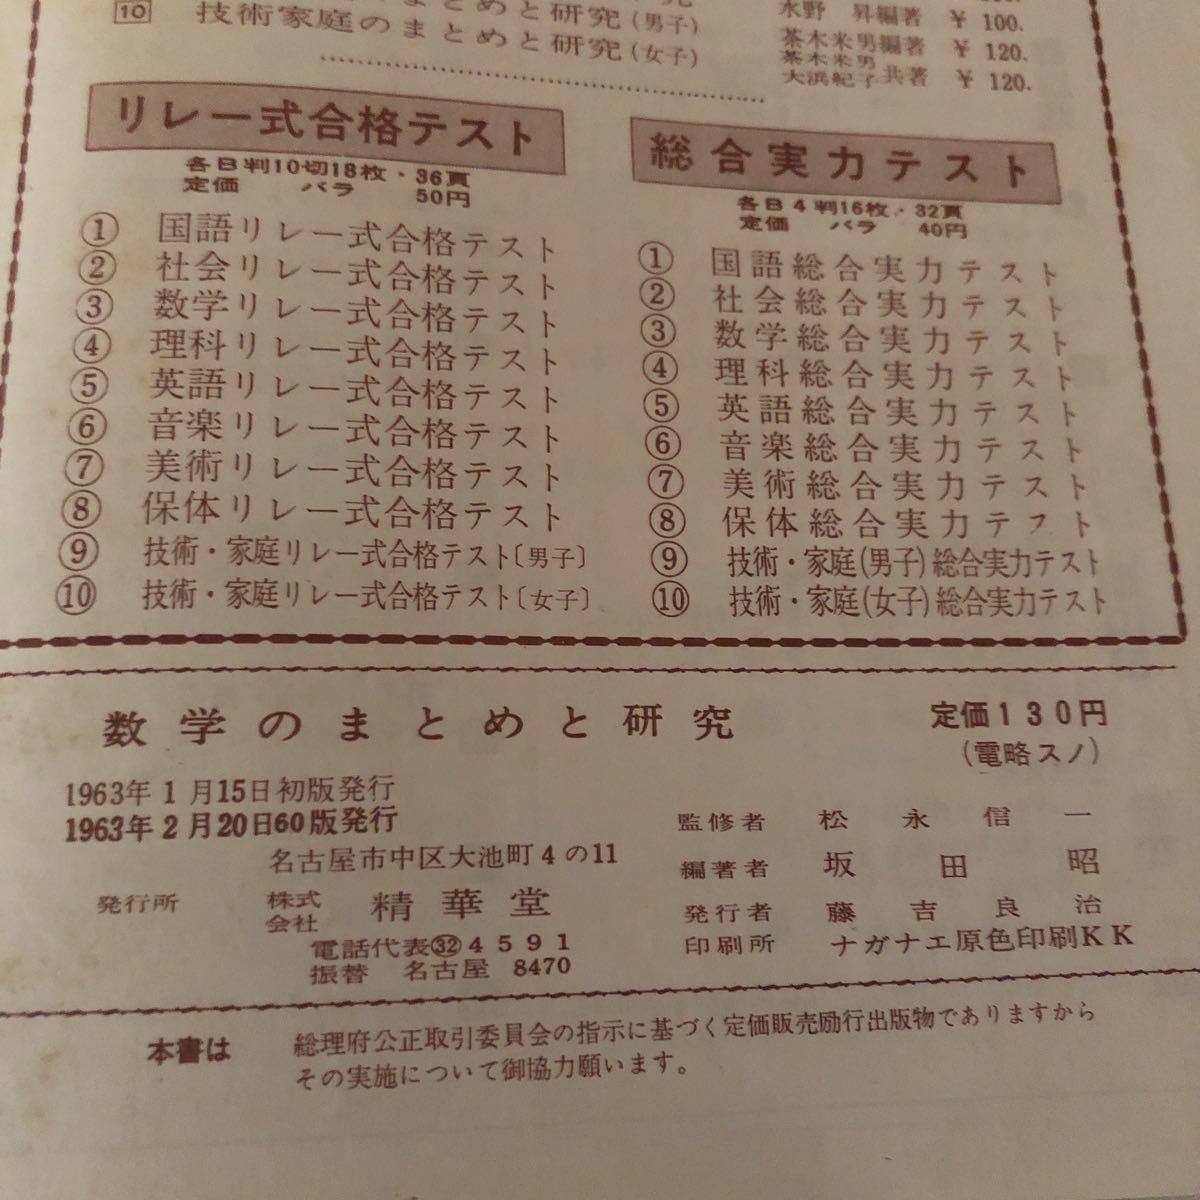 10 技術家庭のまとめと研究(男子)
技術家庭のまとめと研究(女子)
水野 昇編著 ¥ 100.
茶木米男編著 ¥ 120.
茶木米男
大浜紀子共著 ¥ 120.
リレー式合格テスト
各B判10切18枚・36頁
定価 バラ 50円
① 国語リレー式合格テスト
② 社会リレー式合格テスト
③ 数学リレー式合格テスト
④ 理科リレー式合格テスト
⑤ 英語リレー式合格テスト
⑥ 音楽リレー式合格テスト
⑦ 美術リレー式合格テスト
⑧ 保体リレー式合格テスト
⑨ 技術・家庭リレー式合格テスト〔男子〕
⑩ 技術・家庭リレー式合格テスト〔女子〕
総合実力テスト
各B4判16枚・32頁
定価 バラ 40円
① 国語総合実力テスト
② 社会総合実力テスト
③ 数学総合実力テスト
④ 理科総合実力テスト
⑤ 英語総合実力テスト
⑥ 音楽総合実力テスト
⑦ 美術総合実力テスト
⑧ 保体総合実力テスト
⑨ 技術・家庭(男子)総合実力テスト
⑩ 技術・家庭(女子)総合実力テスト
数学のまとめと研究
定価130円
(電略スノ)
1963年1月15日初版発行
1963年2月20日60版発行
名古屋市中区大池町4の11
発行所 株式会社 精華堂
電話代表㉜4591
振替 名古屋 8470
監修者 松永信一
編著者 坂田昭
発行者 藤吉良治
印刷所 ナガナエ原色印刷KK
本書は 総理府公正取引委員会の指示に基づく定価販売励行出版物でありますから
その実施について御協力願います。